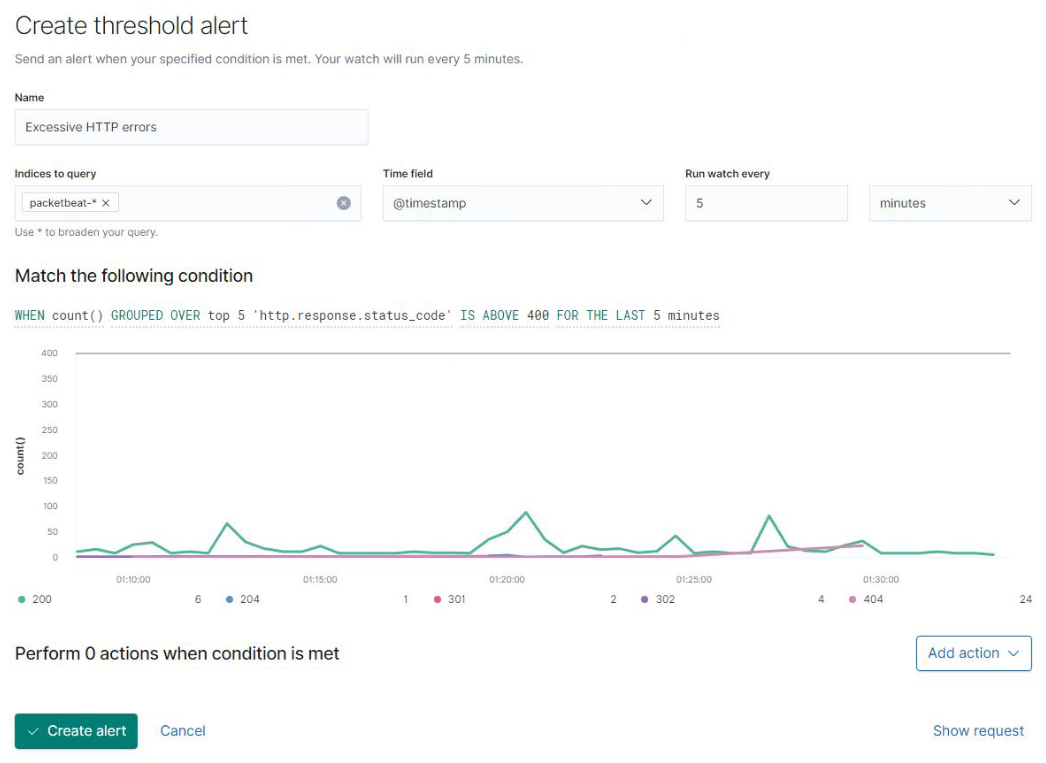 Create threshold alert
Send an alert when your specified condition is met. Your watch will run every 5 minutes.
Name
Excessive HTTP errors
Indices to query Time field Run watch every
packetbeat-* × @timestamp 5 minutes
Use * to broaden your query.
Match the following condition
WHEN count() GROUPED OVER top 5 'http.response.status_code' IS ABOVE 400 FOR THE LAST 5 minutes
400
350
300
250
200
150
100
50
0
count()
01:10:00 01:15:00 01:20:00 01:25:00 01:30:00
200 6 204 1 301 2 302 4 404 24
Perform 0 actions when condition is met Add action
Create alert Cancel Show request